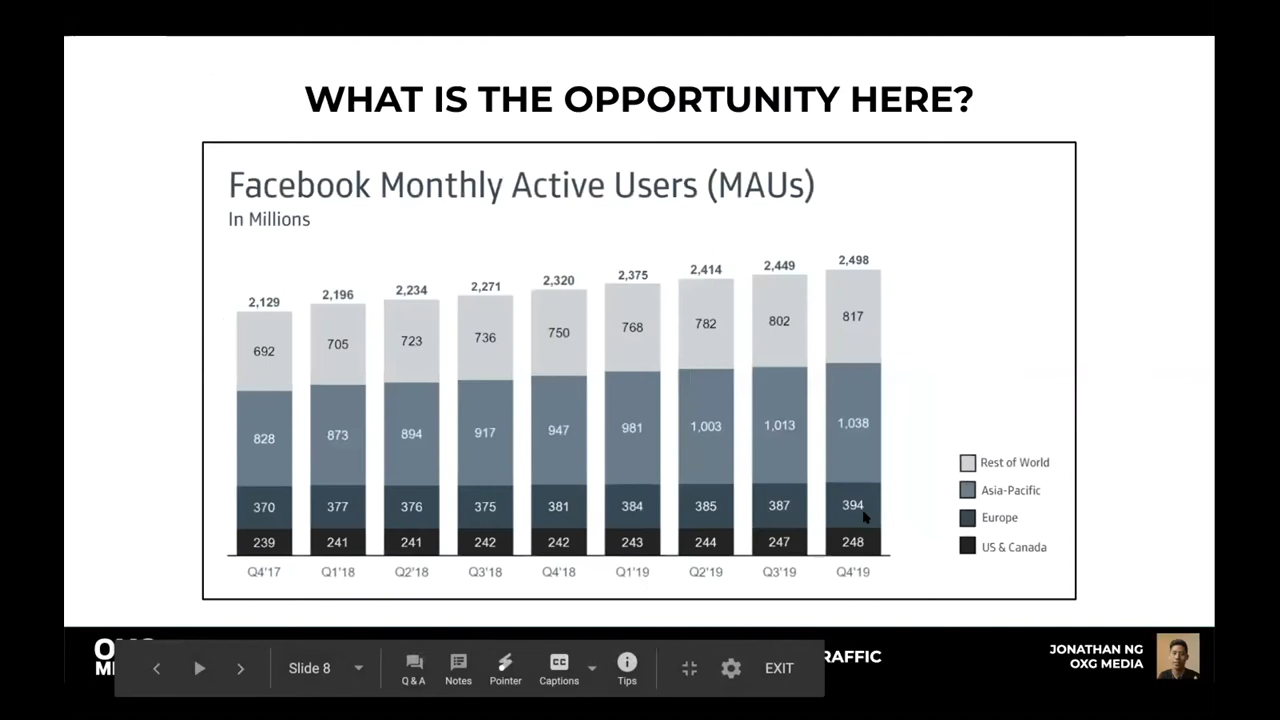 WHAT IS THE OPPORTUNITY HERE?
Facebook Monthly Active Users (MAUs)
In Millions
2,129 2,196 2,234 2,271 2,320 2,375 2,414 2,449 2,498
692 705 723 736 750 768 782 802 817
828 873 894 917 947 981 1,003 1,013 1,038
370 377 376 375 381 384 385 387 394
239 241 241 242 242 243 244 247 248
Q4'17 Q1'18 Q2'18 Q3'18 Q4'18 Q1'19 Q2'19 Q3'19 Q4'19
Rest of World
Asia-Pacific
Europe
US & Canada
JONATHAN NG
OXG MEDIA
Slide 8
Q & A
Notes
Pointer
CC
Captions
Tips
EXIT